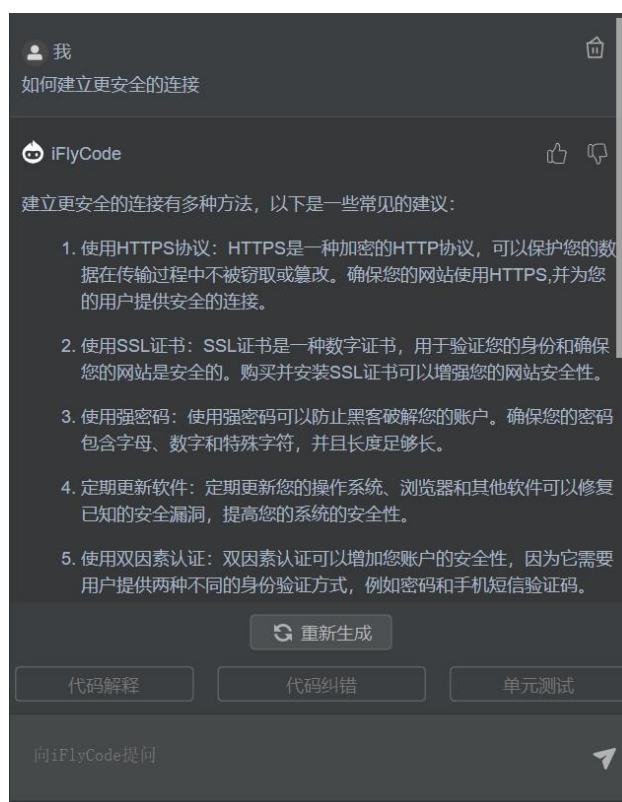 我
如何建立更安全的连接
iFlyCode
建立更安全的连接有多种方法，以下是一些常见的建议：
1. 使用HTTPS协议：HTTPS是一种加密的HTTP协议，可以保护您的数
据在传输过程中不被窃取或篡改。确保您的网站使用HTTPS,并为您
的用户提供安全的连接。
2. 使用SSL证书：SSL证书是一种数字证书，用于验证您的身份和确保
您的网站是安全的。购买并安装SSL证书可以增强您的网站安全性。
3. 使用强密码：使用强密码可以防止黑客破解您的账户。确保您的密码
包含字母、数字和特殊字符，并且长度足够长。
4. 定期更新软件：定期更新您的操作系统、浏览器和其他软件可以修复
已知的安全漏洞，提高您的系统的安全性。
5. 使用双因素认证：双因素认证可以增加您账户的安全性，因为它需要
用户提供两种不同的身份验证方式，例如密码和手机短信验证码。
重新生成
代码解释 代码纠错 单元测试
向iFlyCode提问